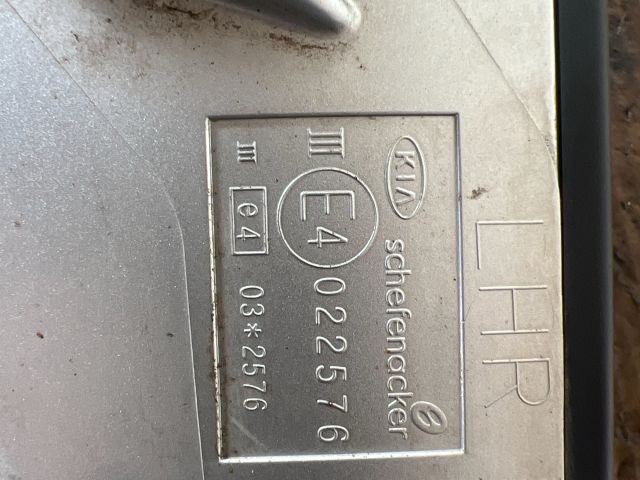 LHR
KIA schefenacker
III E4 022576
III e4 03*2576